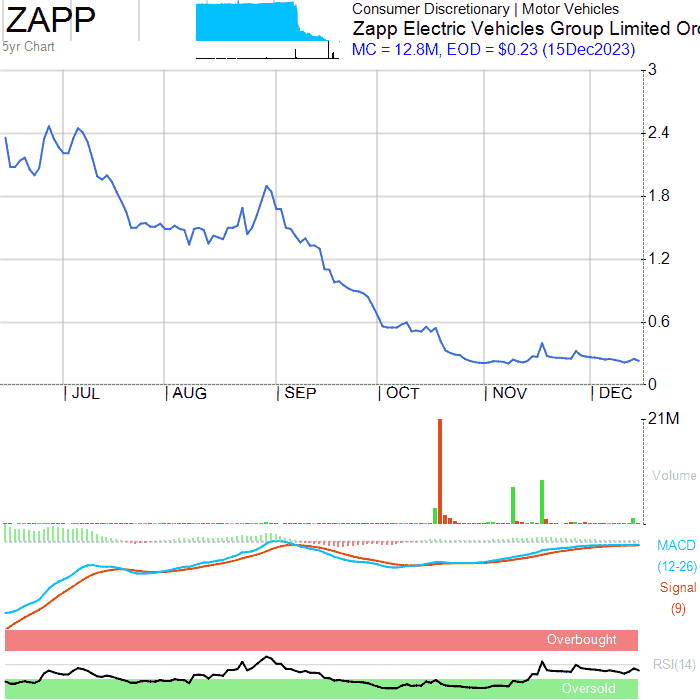 ZAPP
5yr Chart
Consumer Discretionary | Motor Vehicles
Zapp Electric Vehicles Group Limited Ord
MC = 12.8M, EOD = $0.23 (15Dec2023)
3
2.4
1.8
1.2
0.6
0
| JUL | AUG | SEP | OCT | NOV | DEC
21M
Volume
MACD
(12-26)
Signal
(9)
Overbought
RSI(14)
Oversold